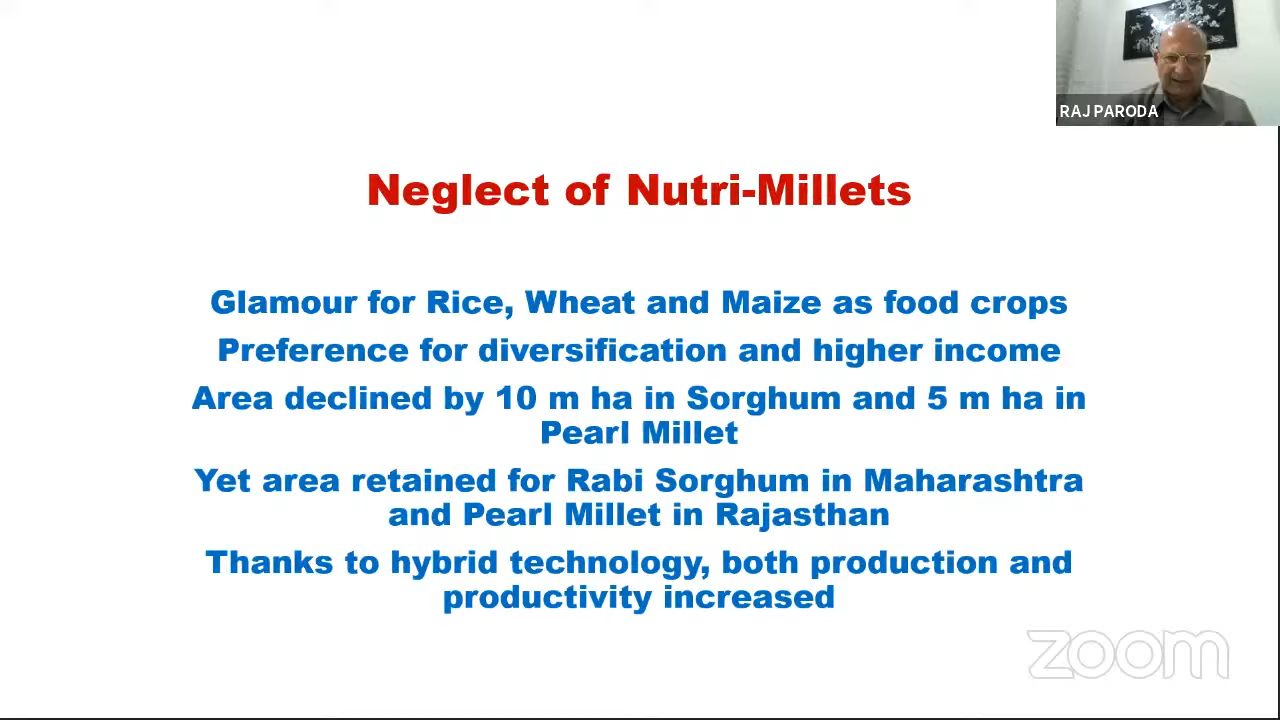 RAJ PARODA
Neglect of Nutri-Millets
Glamour for Rice, Wheat and Maize as food crops
Preference for diversification and higher income
Area declined by 10 m ha in Sorghum and 5 m ha in
Pearl Millet
Yet area retained for Rabi Sorghum in Maharashtra
and Pearl Millet in Rajasthan
Thanks to hybrid technology, both production and
productivity increased
zoom